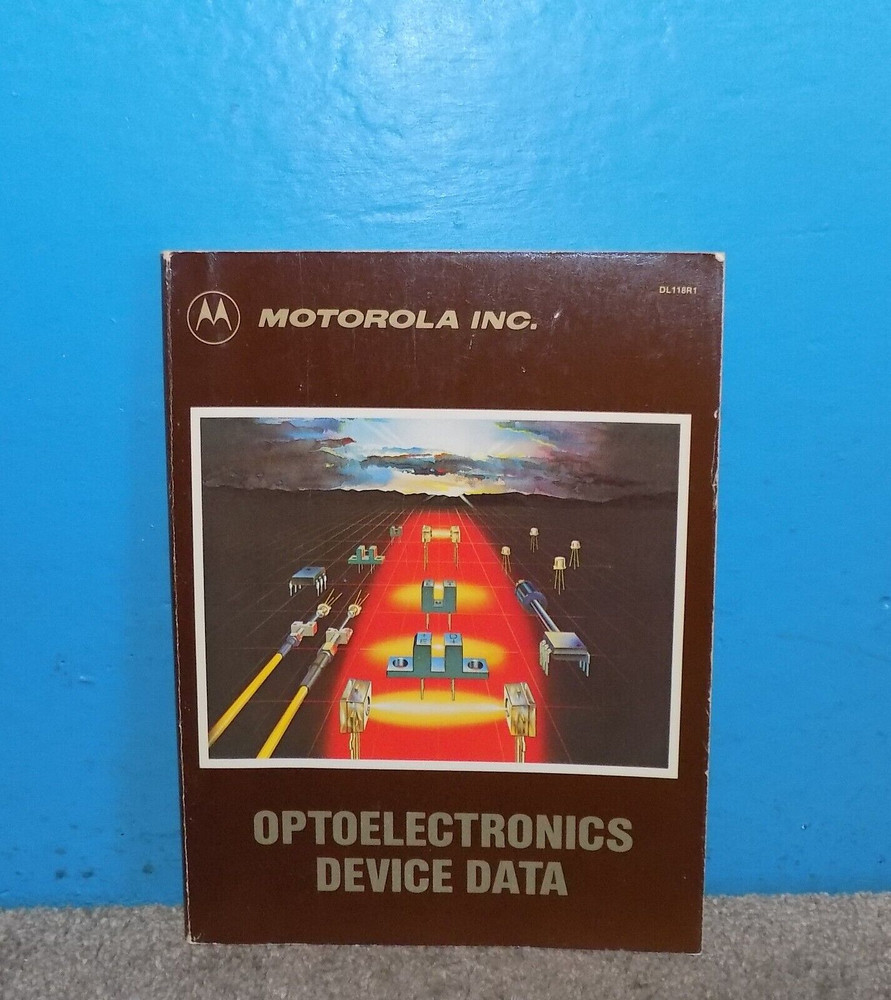 DL118R1
MOTOROLA INC.
OPTOELECTRONICS
DEVICE DATA